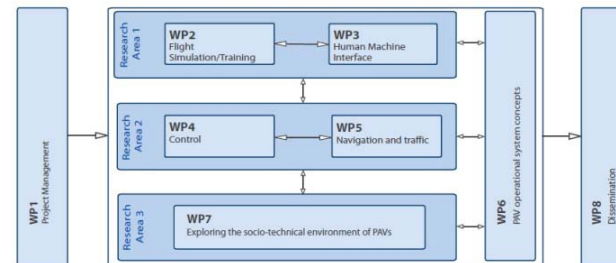 WP1
Project Management
Research
Area 1
WP2
Flight
Simulation/Training
WP3
Human Machine
Interface
Research
Area 2
WP4
Control
WP5
Navigation and traffic
Research
Area 3
WP7
Exploring the socio-technical environment of PAVs
WP6
PAV operational system concepts
WP8
Dissemination